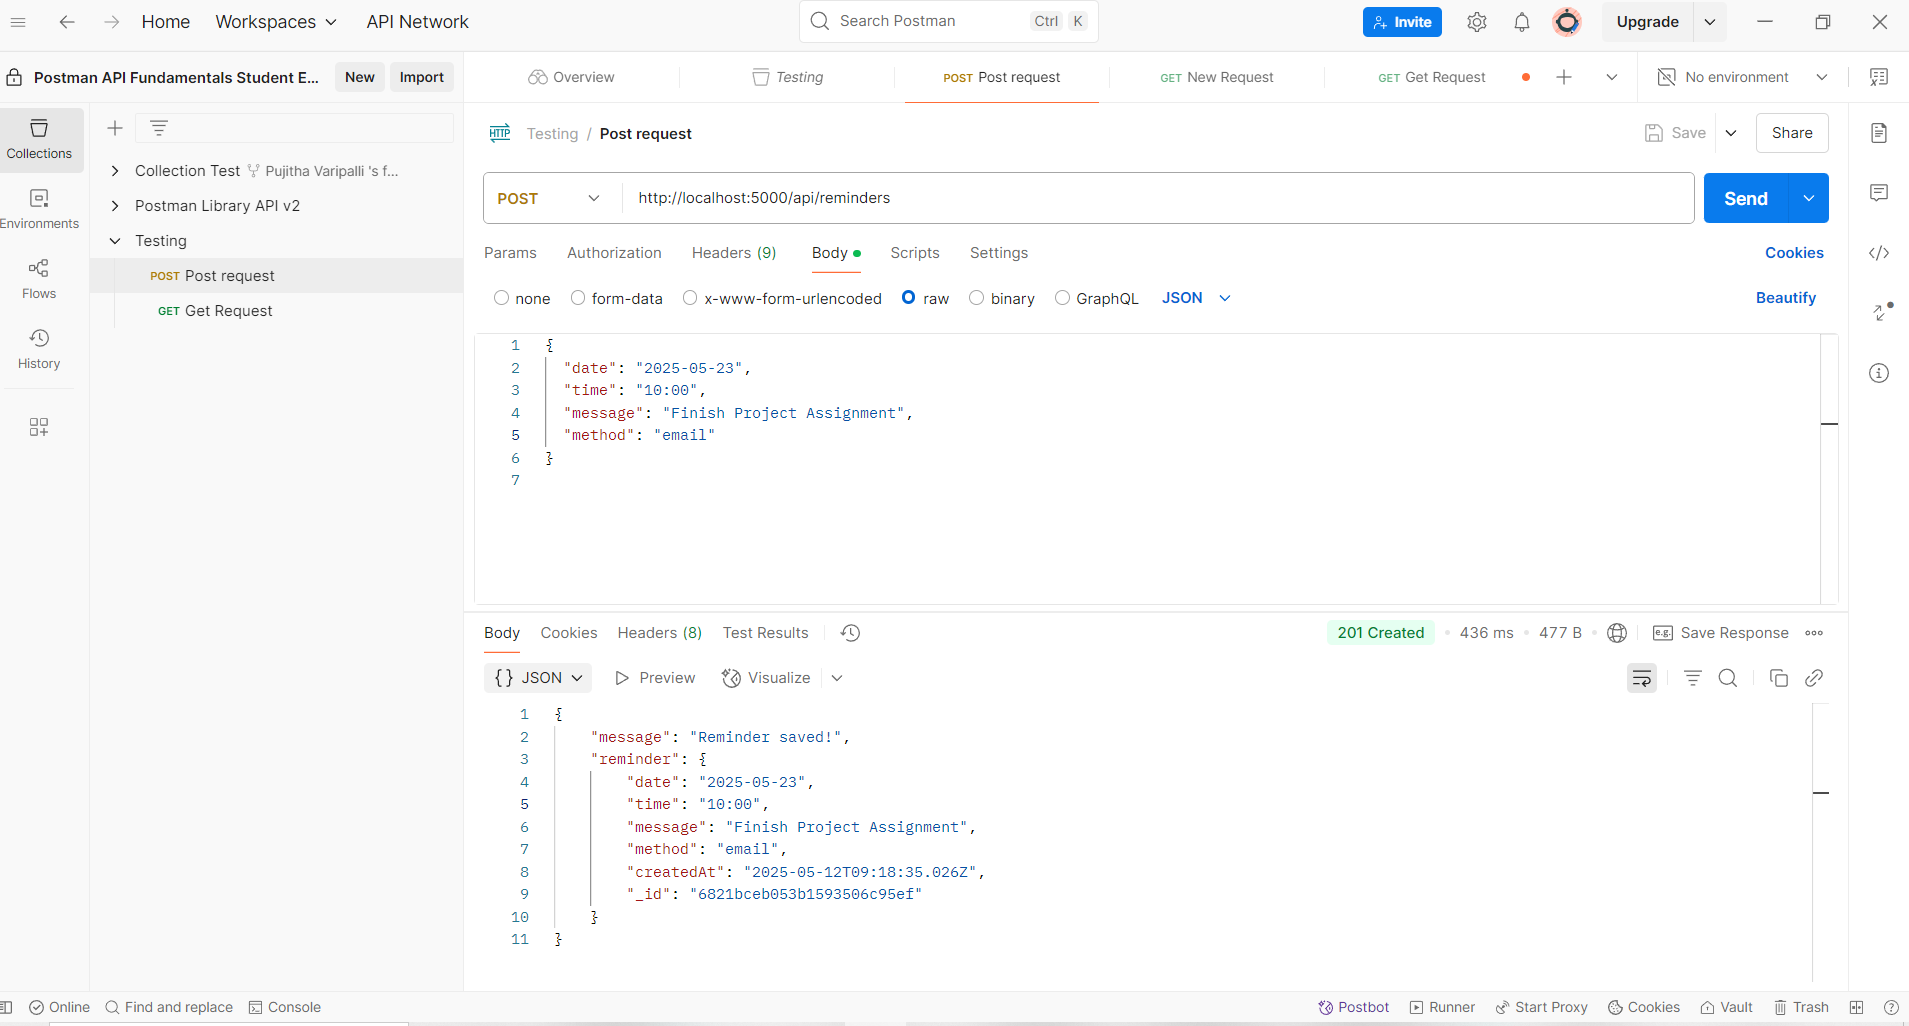 Home Workspaces API Network Search Postman Ctrl K Invite Upgrade
Postman API Fundamentals Student E... New Import Overview Testing POST Post request GET New Request GET Get Request No environment
Collections
Environments
Flows
History
Collection Test Pujitha Varipalli 's f...
Postman Library API v2
Testing
POST Post request
GET Get Request
HTTP Testing / Post request Save Share
POST http://localhost:5000/api/reminders Send
Params Authorization Headers (9) Body Scripts Settings Cookies
none form-data x-www-form-urlencoded raw binary GraphQL JSON Beautify
1 {
2 "date": "2025-05-23",
3 "time": "10:00",
4 "message": "Finish Project Assignment",
5 "method": "email"
6 }
7
Body Cookies Headers (8) Test Results 201 Created 436 ms 477 B e.g. Save Response
{} JSON Preview Visualize
1 {
2 "message": "Reminder saved!",
3 "reminder": {
4 "date": "2025-05-23",
5 "time": "10:00",
6 "message": "Finish Project Assignment",
7 "method": "email",
8 "createdAt": "2025-05-12T09:18:35.026Z",
9 "_id": "6821bceb053b1593506c95ef"
10 }
11 }
Online Find and replace Console Postbot Runner Start Proxy Cookies Vault Trash